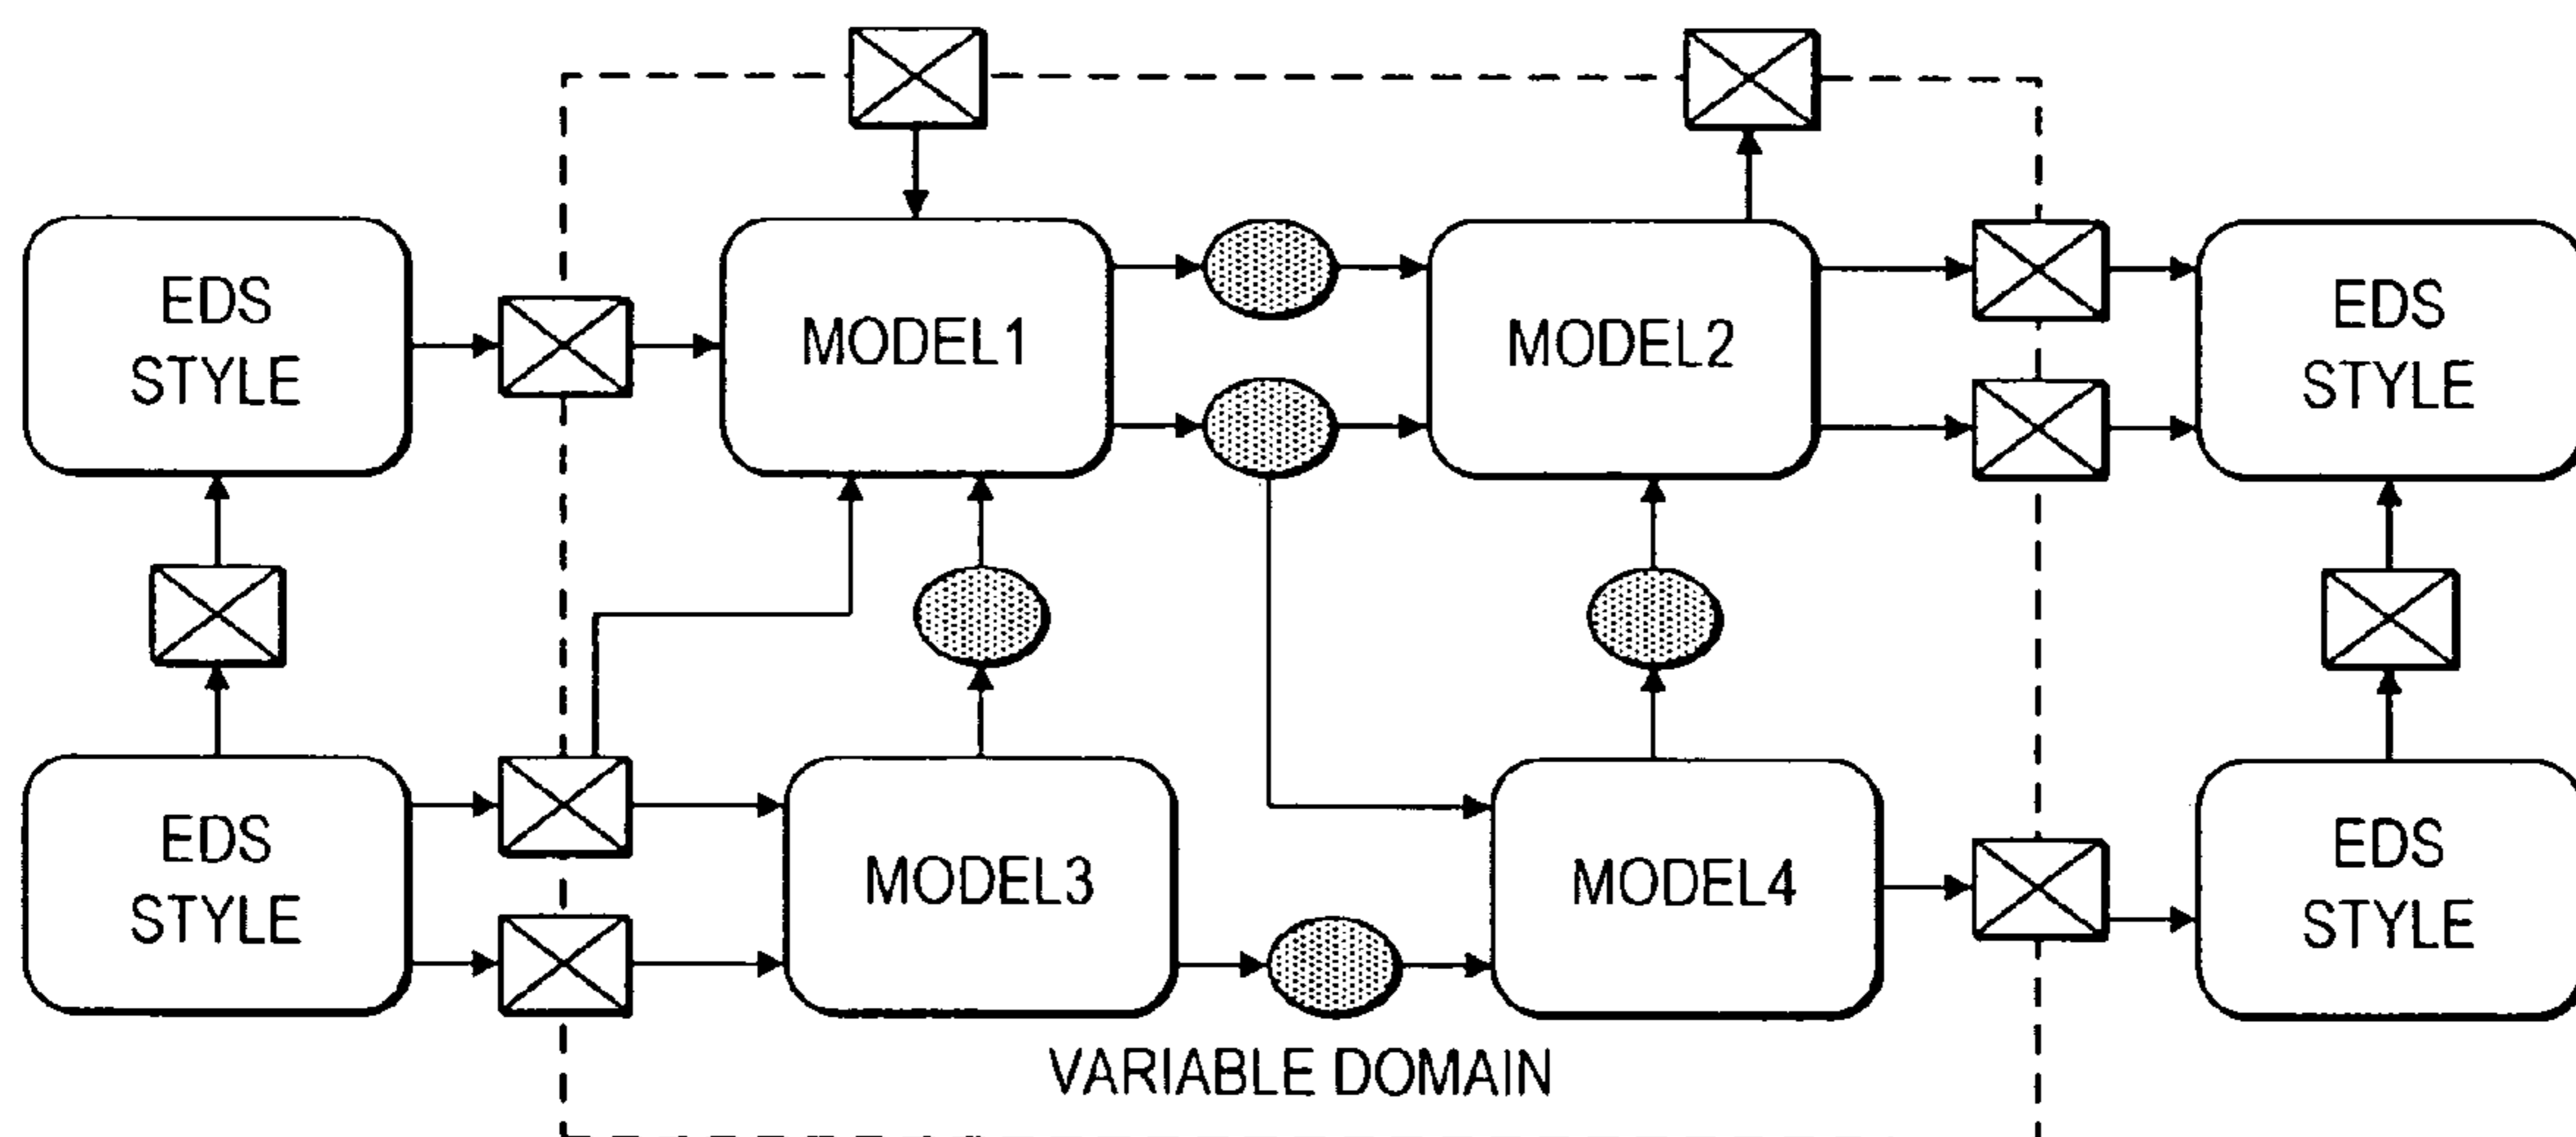 EDS
STYLE
MODEL1
MODEL2
EDS
STYLE
EDS
STYLE
MODEL3
MODEL4
EDS
STYLE
VARIABLE DOMAIN